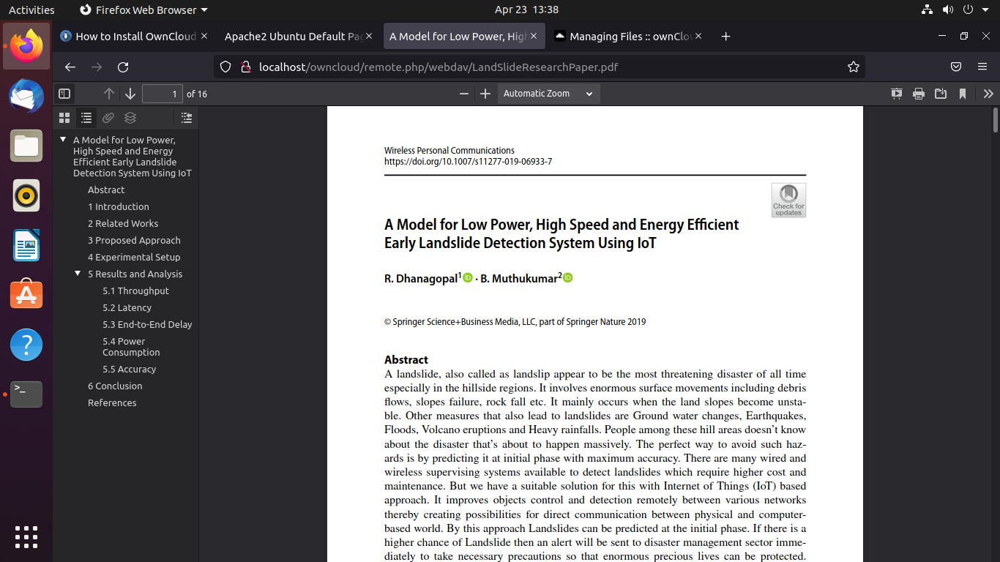 Activities
Firefox Web Browser
Apr 23 13:38
How to Install OwnCloud
Apache2 Ubuntu Default Pag
A Model for Low Power, High
Managing Files :: ownClou
localhost/owncloud/remote.php/webdav/LandSlideResearchPaper.pdf
1 of 16
Automatic Zoom
A Model for Low Power,
High Speed and Energy
Efficient Early Landslide
Detection System Using IoT
Abstract
1 Introduction
2 Related Works
3 Proposed Approach
4 Experimental Setup
5 Results and Analysis
5.1 Throughput
5.2 Latency
5.3 End-to-End Delay
5.4 Power
Consumption
5.5 Accuracy
6 Conclusion
References
Wireless Personal Communications
https://doi.org/10.1007/s11277-019-06933-7
Check for
updates
A Model for Low Power, High Speed and Energy Efficient
Early Landslide Detection System Using IoT
R. Dhanagopal1 iD · B. Muthukumar2 iD
© Springer Science+Business Media, LLC, part of Springer Nature 2019
Abstract
A landslide, also called as landslip appear to be the most threatening disaster of all time
especially in the hillside regions. It involves enormous surface movements including debris
flows, slopes failure, rock fall etc. It mainly occurs when the land slopes become unsta-
ble. Other measures that also lead to landslides are Ground water changes, Earthquakes,
Floods, Volcano eruptions and Heavy rainfalls. People among these hill areas doesn't know
about the disaster that's about to happen massively. The perfect way to avoid such haz-
ards is by predicting it at initial phase with maximum accuracy. There are many wired and
wireless supervising systems available to detect landslides which require higher cost and
maintenance. But we have a suitable solution for this with Internet of Things (IoT) based
approach. It improves objects control and detection remotely between various networks
thereby creating possibilities for direct communication between physical and computer-
based world. By this approach Landslides can be predicted at the initial phase. If there is a
higher chance of Landslide then an alert will be sent to disaster management sector imme-
diately to take necessary precautions so that enormous precious lives can be protected.